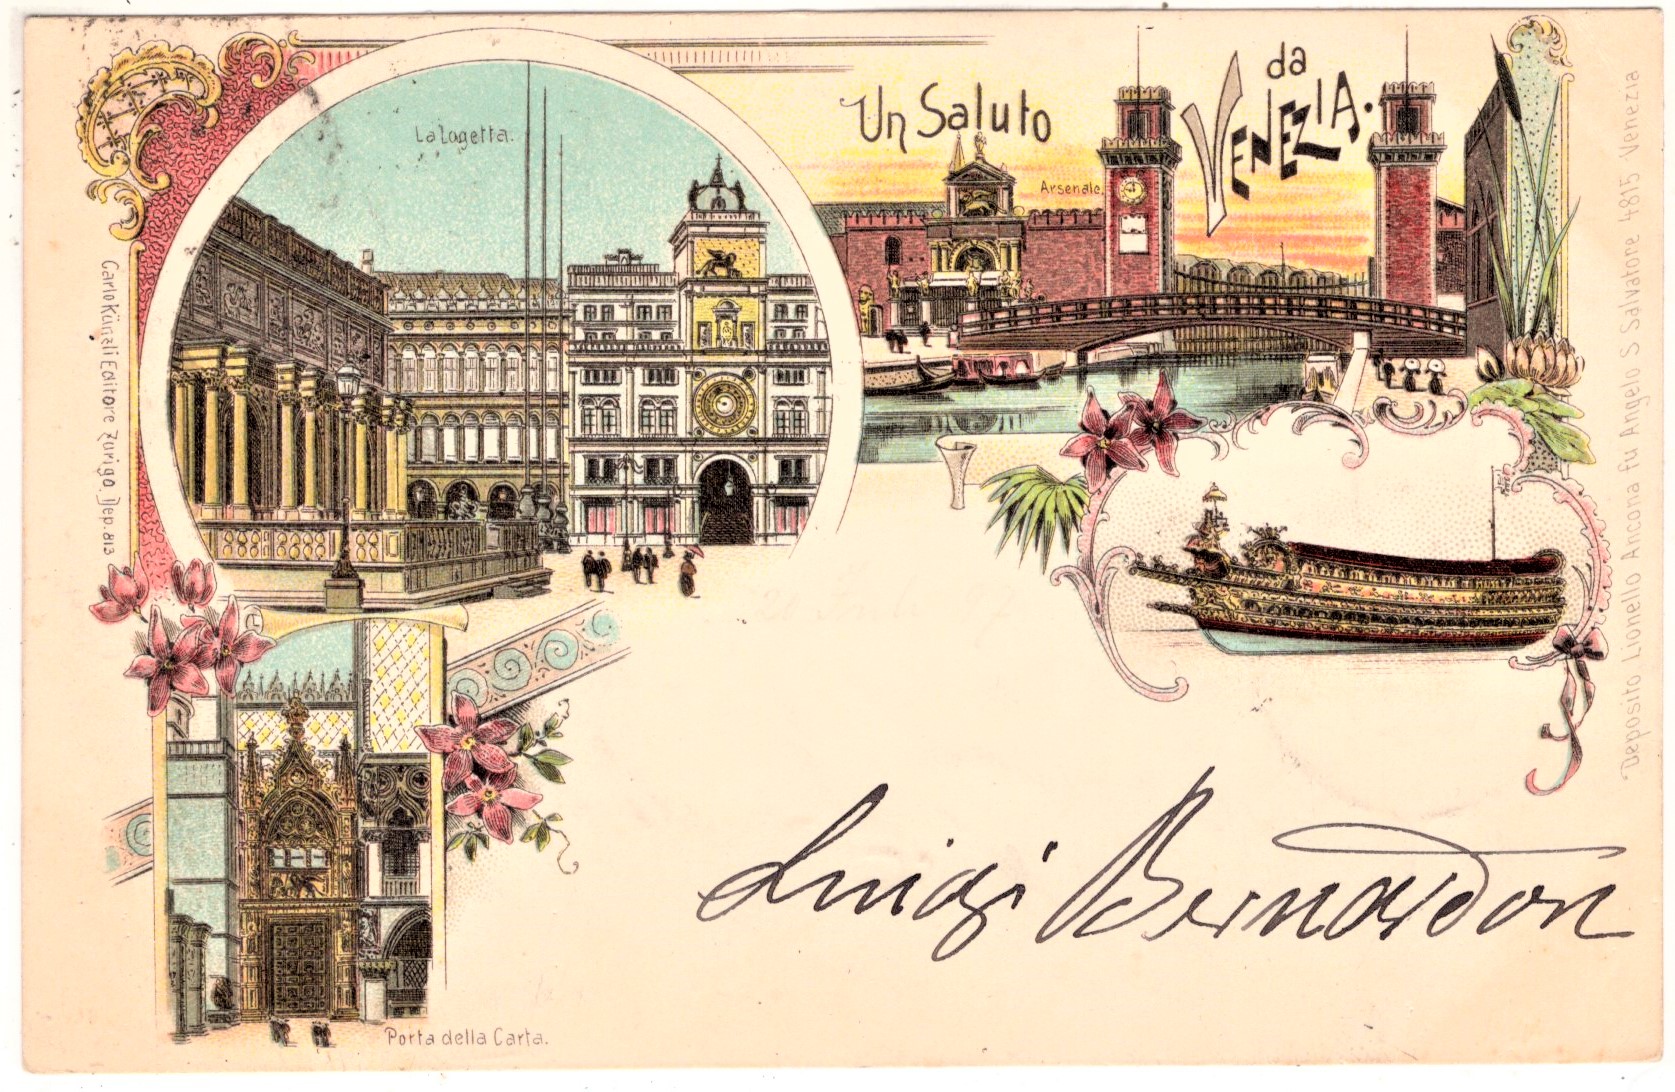 Un Saluto
da
VENEZIA.
La Logetta.
Arsenale.
Carlo Künzli Editore Zurigo. Dep. 813
Deposito Lionello Ancona fu Angelo S Salvatore 4815 Venezia
Luigi Bernardon
Porta della Carta.